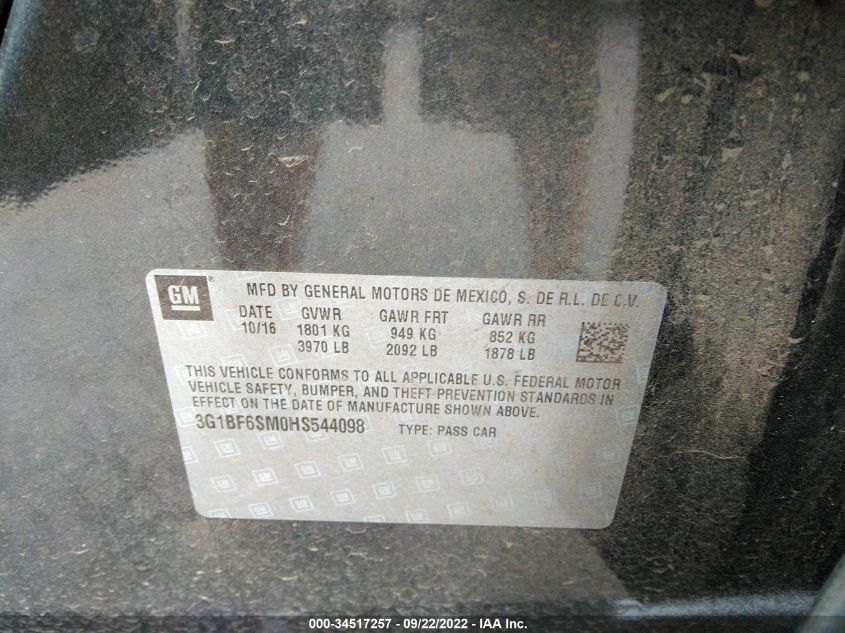 GM ®
MFD BY GENERAL MOTORS DE MEXICO, S. DE R.L. DE C.V.
DATE GVWR GAWR FRT GAWR RR
10/16 1801 KG 949 KG 852 KG
3970 LB 2092 LB 1878 LB
THIS VEHICLE CONFORMS TO ALL APPLICABLE U.S. FEDERAL MOTOR
VEHICLE SAFETY, BUMPER, AND THEFT PREVENTION STANDARDS IN
EFFECT ON THE DATE OF MANUFACTURE SHOWN ABOVE.
3G1BF6SM0HS544098 TYPE: PASS CAR
000-34517257 - 09/22/2022 - IAA Inc.